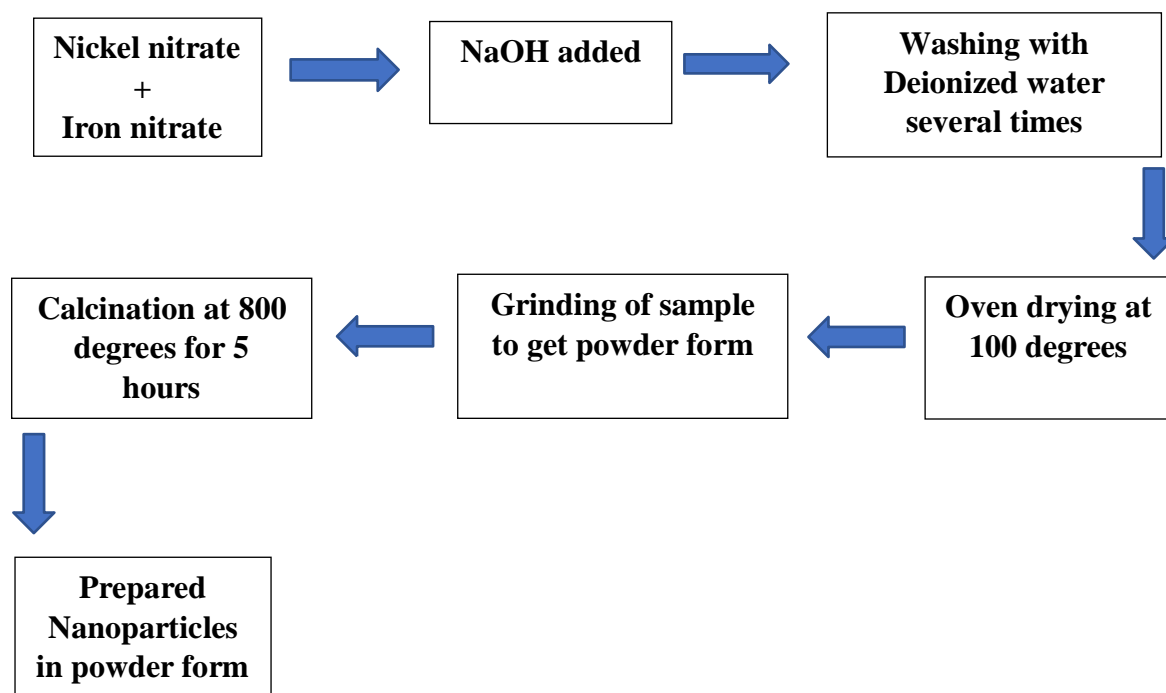 Nickel nitrate
+
Iron nitrate
NaOH added
Washing with
Deionized water
several times
Oven drying at
100 degrees
Grinding of sample
to get powder form
Calcination at 800
degrees for 5
hours
Prepared
Nanoparticles
in powder form